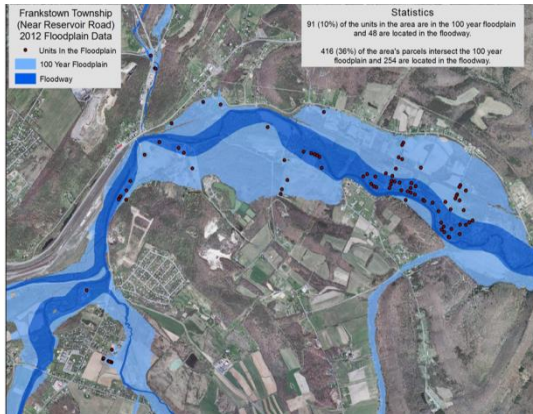 Frankstown Township
(Near Reservoir Road)
2012 Floodplain Data
Units In the Floodplain
100 Year Floodplain
Floodway
Statistics
91 (10%) of the units in the area are in the 100 year floodplain
and 48 are located in the floodway.
416 (36%) of the area's parcels intersect the 100 year
floodplain and 254 are located in the floodway.